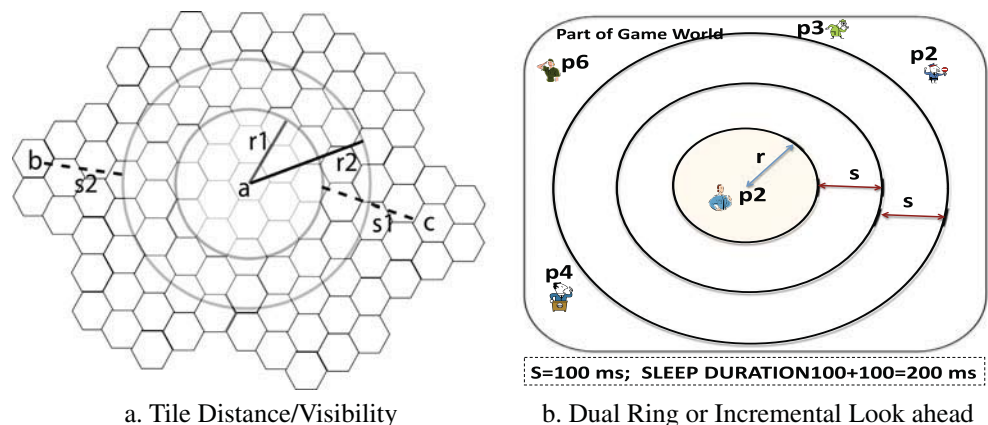 r1
r2
a
b
s2
s1
c
a. Tile Distance/Visibility
Part of Game World
p3
p6
p2
r
s
p2
s
p4
S=100 ms; SLEEP DURATION100+100=200 ms
b. Dual Ring or Incremental Look ahead